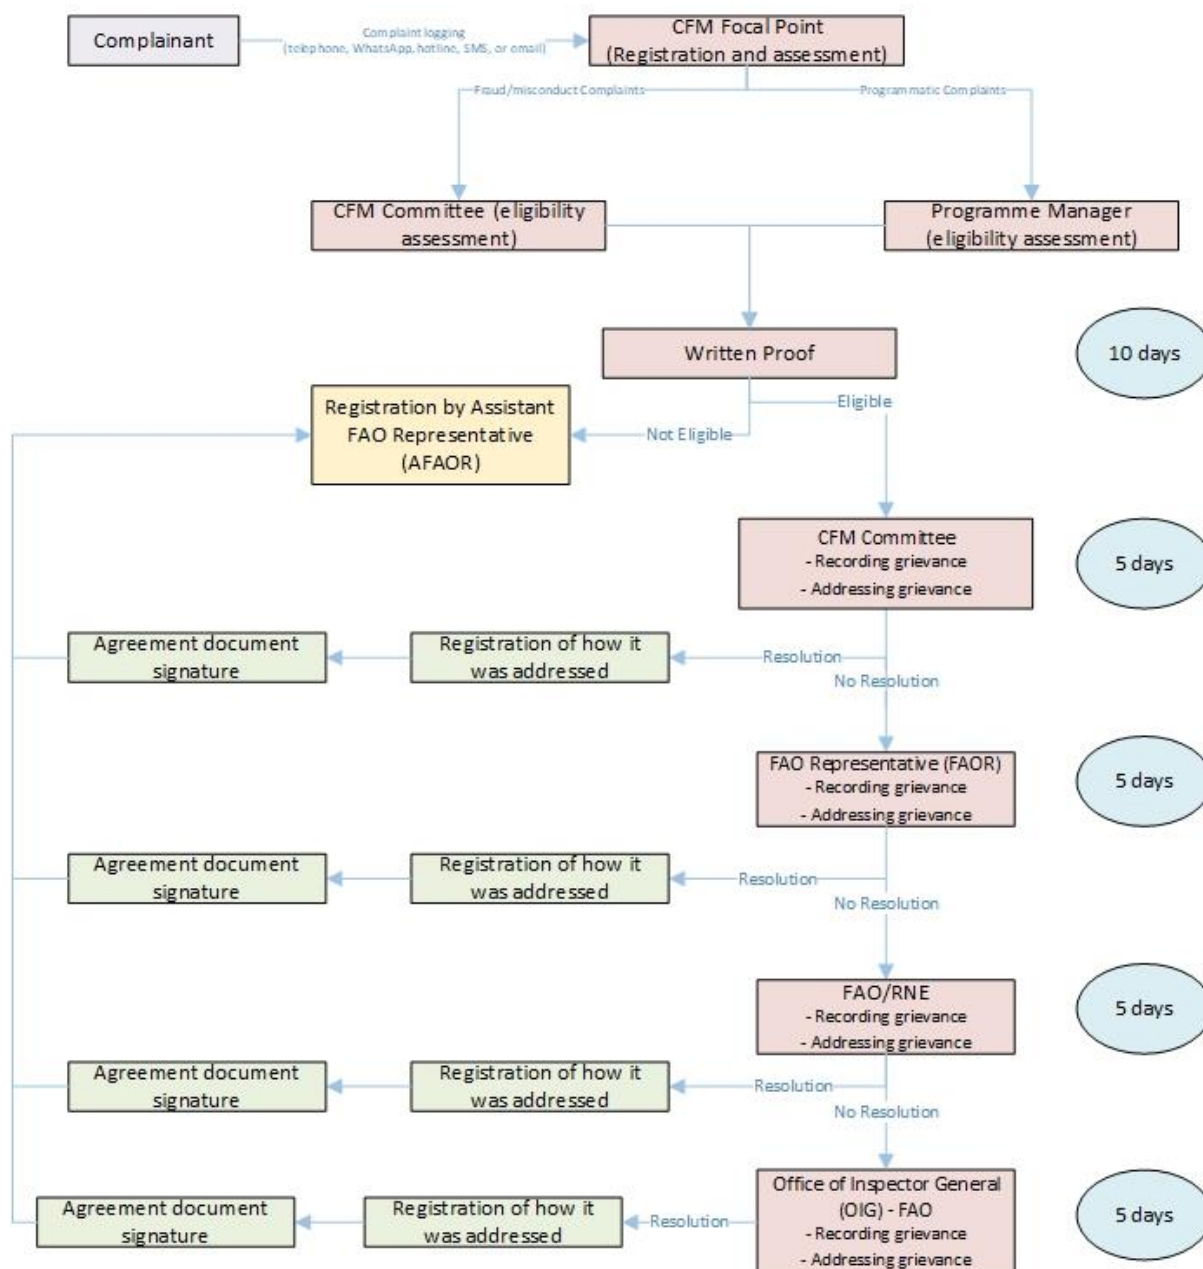 Complainant
Complaint logging
(telephone, WhatsApp, hotline, SMS, or email)
CFM Focal Point
(Registration and assessment)
Fraud/misconduct Complaints
Programmatic Complaints
CFM Committee (eligibility
assessment)
Programme Manager
(eligibility assessment)
Written Proof
10 days
Eligible
Not Eligible
Registration by Assistant
FAO Representative
(AFAOR)
CFM Committee
- Recording grievance
- Addressing grievance
5 days
Agreement document
signature
Registration of how it
was addressed
Resolution
No Resolution
FAO Representative (FAOR)
- Recording grievance
- Addressing grievance
5 days
Agreement document
signature
Registration of how it
was addressed
Resolution
No Resolution
FAO/RNE
- Recording grievance
- Addressing grievance
5 days
Agreement document
signature
Registration of how it
was addressed
Resolution
No Resolution
Office of Inspector General
(OIG) - FAO
- Recording grievance
- Addressing grievance
5 days
Agreement document
signature
Registration of how it
was addressed
Resolution